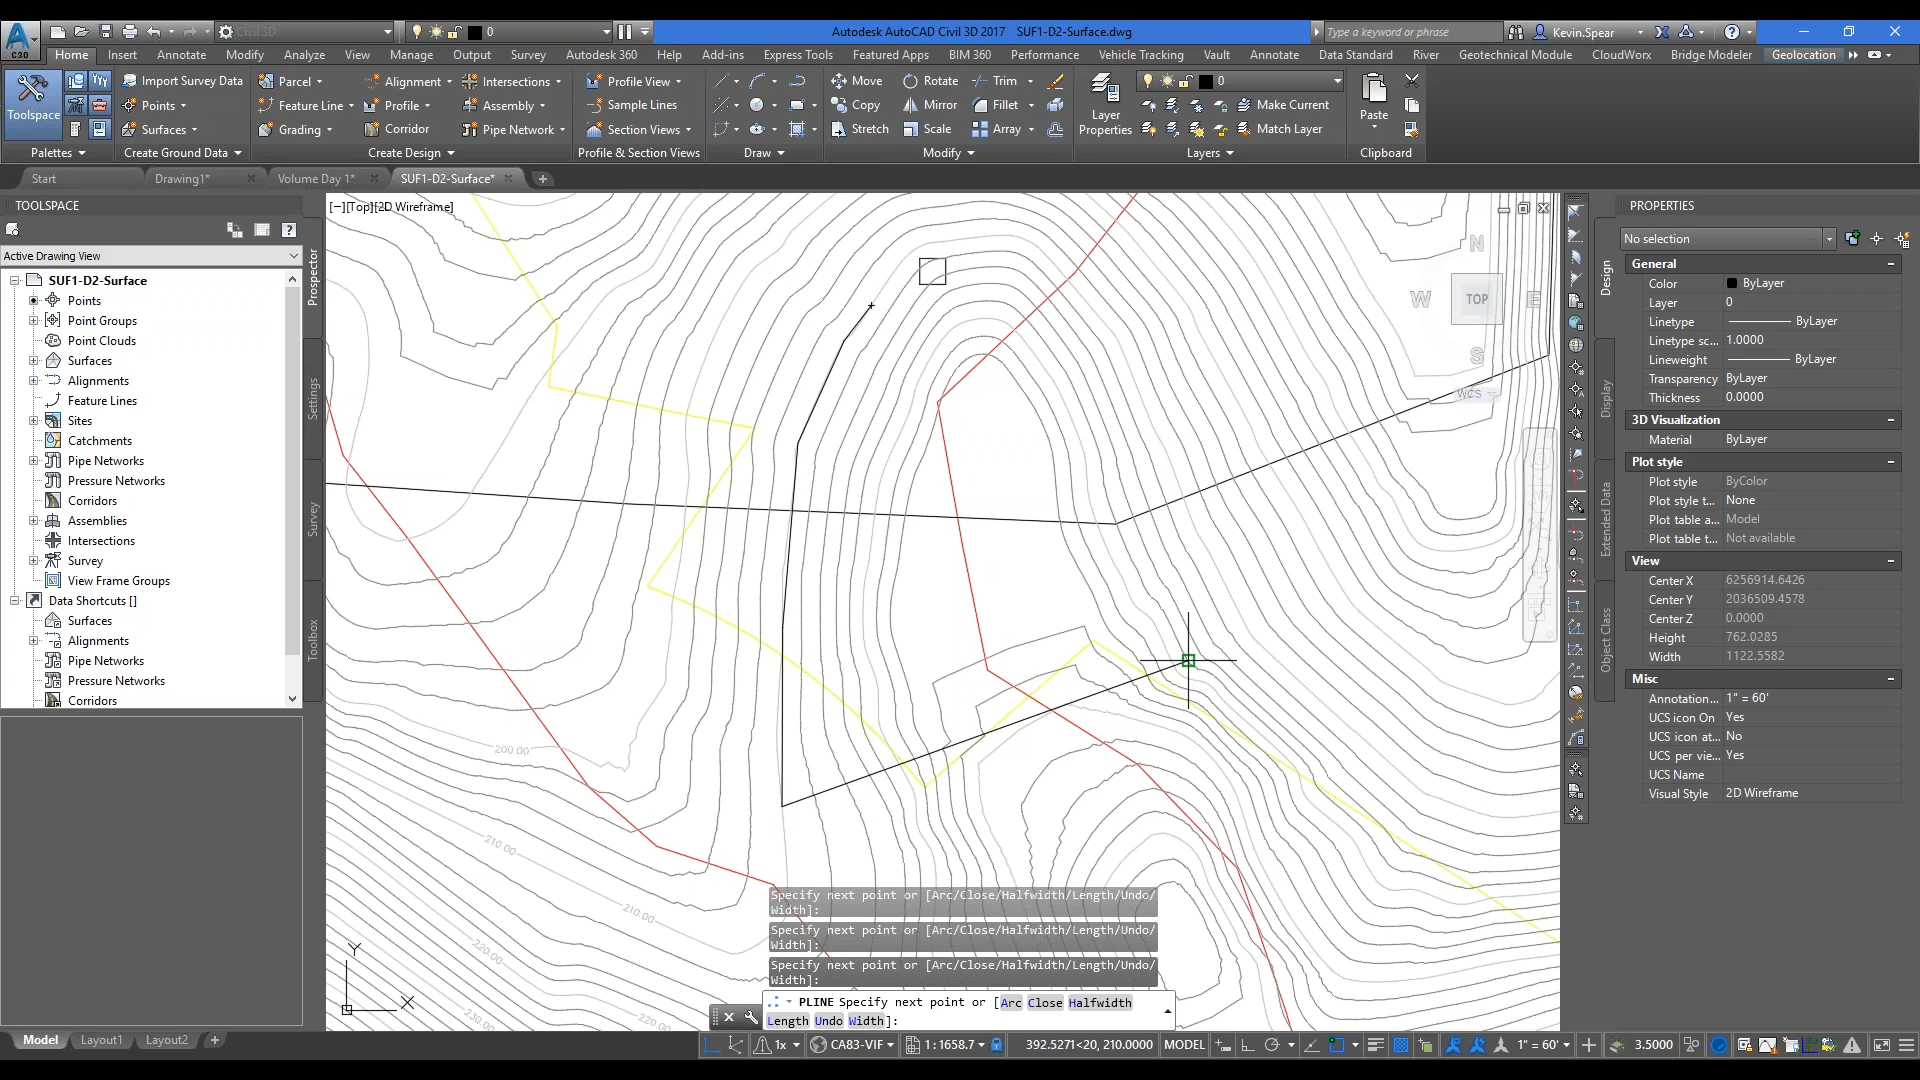 Civil 3D
0
Autodesk AutoCAD Civil 3D 2017 SUF1-D2-Surface.dwg
Type a keyword or phrase
Kevin.Spear
C3D
Home Insert Annotate Modify Analyze View Manage Output Survey Autodesk 360 Help Add-ins Express Tools Featured Apps BIM 360 Performance Vehicle Tracking Vault Annotate Data Standard River Geotechnical Module CloudWorx Bridge Modeler Geolocation
Import Survey Data Parcel Alignment Intersections Profile View Move Rotate Trim 0
Toolspace Points Feature Line Profile Assembly Sample Lines Copy Mirror Fillet Layer Properties Make Current Paste
Surfaces Grading Corridor Pipe Network Section Views Stretch Scale Array Match Layer
Palettes Create Ground Data Create Design Profile & Section Views Draw Modify Layers Clipboard
Start Drawing1* Volume Day 1* SUF1-D2-Surface*
TOOLSPACE
Active Drawing View
SUF1-D2-Surface
Points
Point Groups
Point Clouds
Surfaces
Alignments
Feature Lines
Sites
Catchments
Pipe Networks
Pressure Networks
Corridors
Assemblies
Intersections
Survey
View Frame Groups
Data Shortcuts []
Surfaces
Alignments
Pipe Networks
Pressure Networks
Corridors
Prospector
Settings
Survey
Toolbox
[−][Top][2D Wireframe]
N
W TOP E
S
WCS
200.00
210.00
210.00
220.00
230.00
220.00
Y
X
Specify next point or [Arc/Close/Halfwidth/Length/Undo/
Width]:
Specify next point or [Arc/Close/Halfwidth/Length/Undo/
Width]:
Specify next point or [Arc/Close/Halfwidth/Length/Undo/
Width]:
PLINE Specify next point or [Arc Close Halfwidth
Length Undo Width]:
PROPERTIES
No selection
Design
Display
Extended Data
Object Class
General
Color ByLayer
Layer 0
Linetype ByLayer
Linetype sc... 1.0000
Lineweight ByLayer
Transparency ByLayer
Thickness 0.0000
3D Visualization
Material ByLayer
Plot style
Plot style ByColor
Plot style t... None
Plot table a... Model
Plot table t... Not available
View
Center X 6256914.6426
Center Y 2036509.4578
Center Z 0.0000
Height 762.0285
Width 1122.5582
Misc
Annotation... 1" = 60'
UCS icon On Yes
UCS icon at... No
UCS per vie... Yes
UCS Name
Visual Style 2D Wireframe
Model Layout1 Layout2 +
1x CA83-VIF 1:1658.7 392.5271<20, 210.0000 MODEL 1" = 60' 3.5000